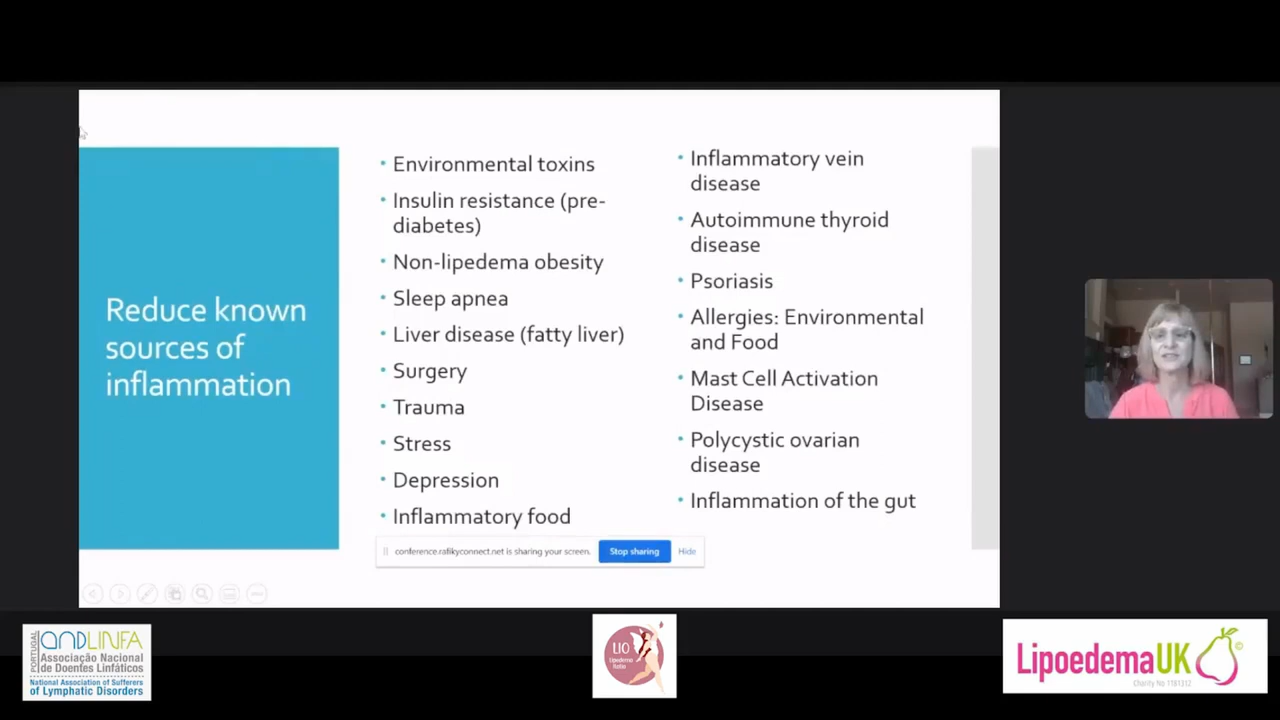 Reduce known
sources of
inflammation
• Environmental toxins
• Insulin resistance (pre-
diabetes)
• Non-lipedema obesity
• Sleep apnea
• Liver disease (fatty liver)
• Surgery
• Trauma
• Stress
• Depression
• Inflammatory food
• Inflammatory vein
disease
• Autoimmune thyroid
disease
• Psoriasis
• Allergies: Environmental
and Food
• Mast Cell Activation
Disease
• Polycystic ovarian
disease
• Inflammation of the gut
conference.rafikyconnect.net is sharing your screen.
Stop sharing
Hide
PORTUGAL
andLINFA
Associação Nacional
de Doentes Linfáticos
National Association of Sufferers
of Lymphatic Disorders
LIO
Lipoedema
LipoedemaUK
Charity No 1181312